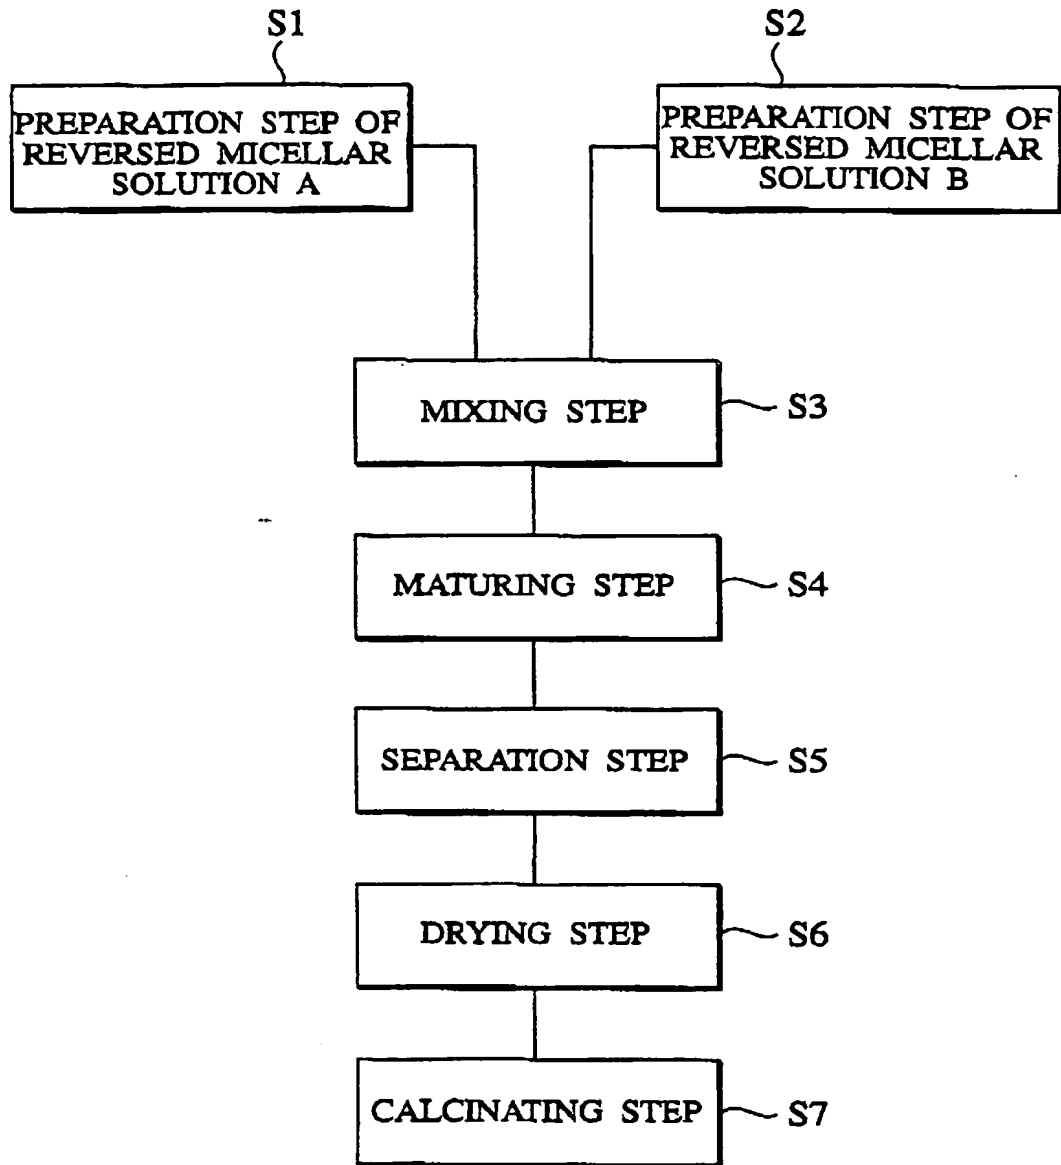 S1
S2
PREPARATION STEP OF
REVERSED MICELLAR
SOLUTION A
PREPARATION STEP OF
REVERSED MICELLAR
SOLUTION B
MIXING STEP
S3
MATURING STEP
S4
SEPARATION STEP
S5
DRYING STEP
S6
CALCINATING STEP
S7